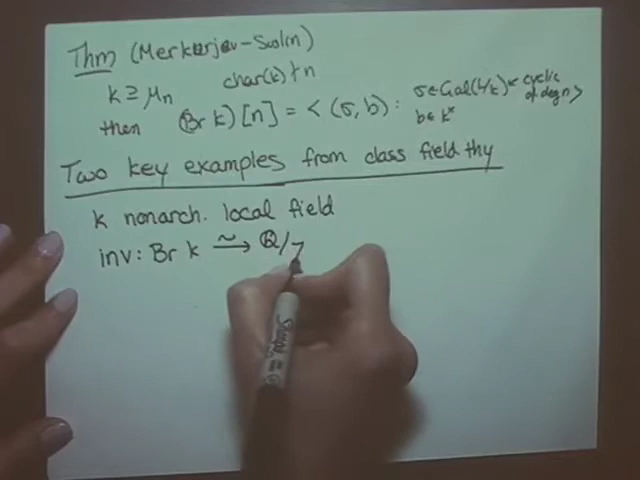 Thm (Merkurjev-Suslin)
k ⊇ μn char(k) ∤ n
then (Br k)[n] = < (σ, b) : σ ∈ Gal(L/k) ← cyclic of deg n >
b ∈ k^x
Two key examples from class field thy
k nonarch. local field
inv: Br k ⥲ ℚ/